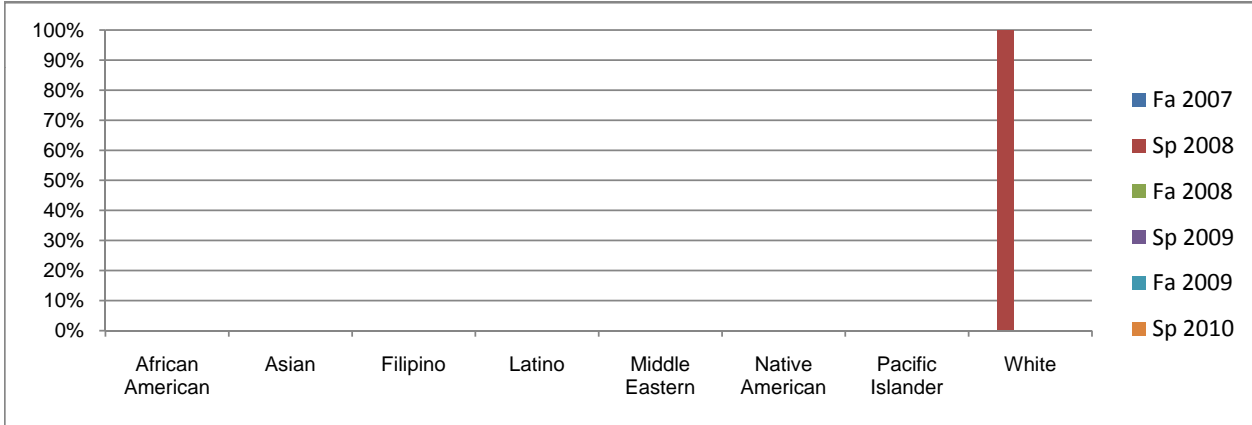 100%
90%
80%
70%
60%
50%
40%
30%
20%
10%
0%
African American
Asian
Filipino
Latino
Middle Eastern
Native American
Pacific Islander
White
Fa 2007
Sp 2008
Fa 2008
Sp 2009
Fa 2009
Sp 2010